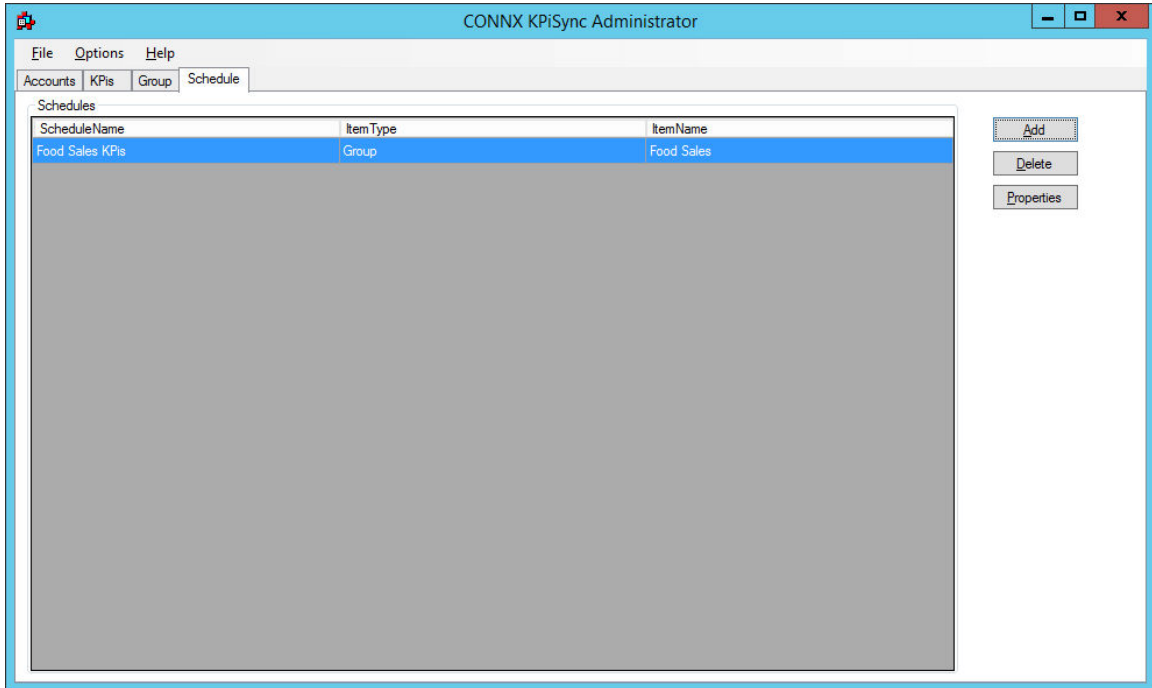 CONNX KPiSync Administrator
x
File Options Help
Accounts KPis Group Schedule
Schedules
ScheduleName ItemType ItemName
Food Sales KPis Group Food Sales
Add
Delete
Properties